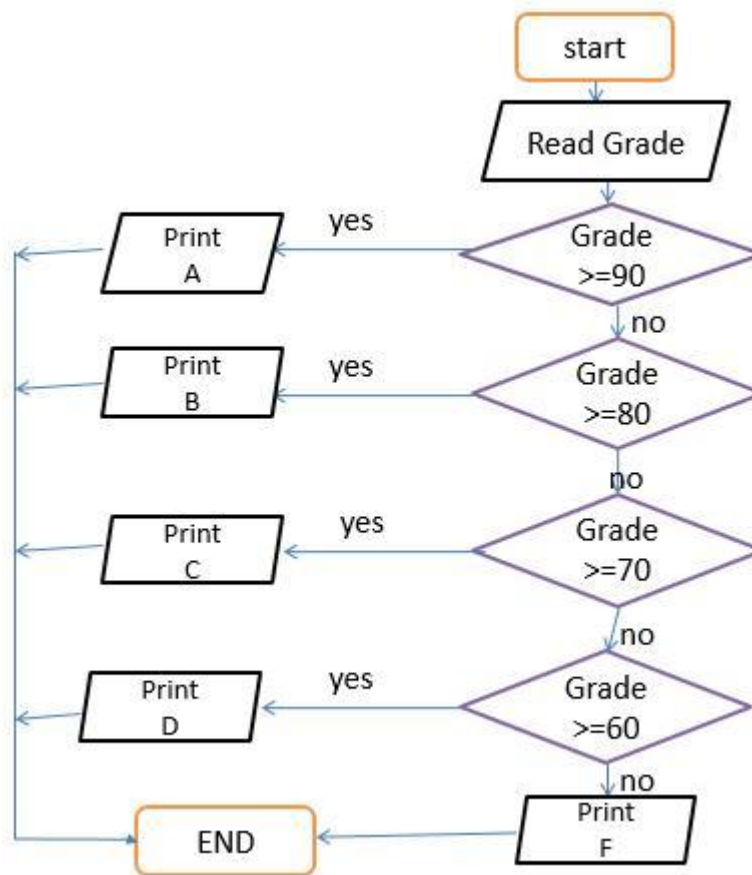 start
Read Grade
Grade
>=90
yes
Print
A
no
Grade
>=80
yes
Print
B
no
Grade
>=70
yes
Print
C
no
Grade
>=60
yes
Print
D
no
Print
F
END